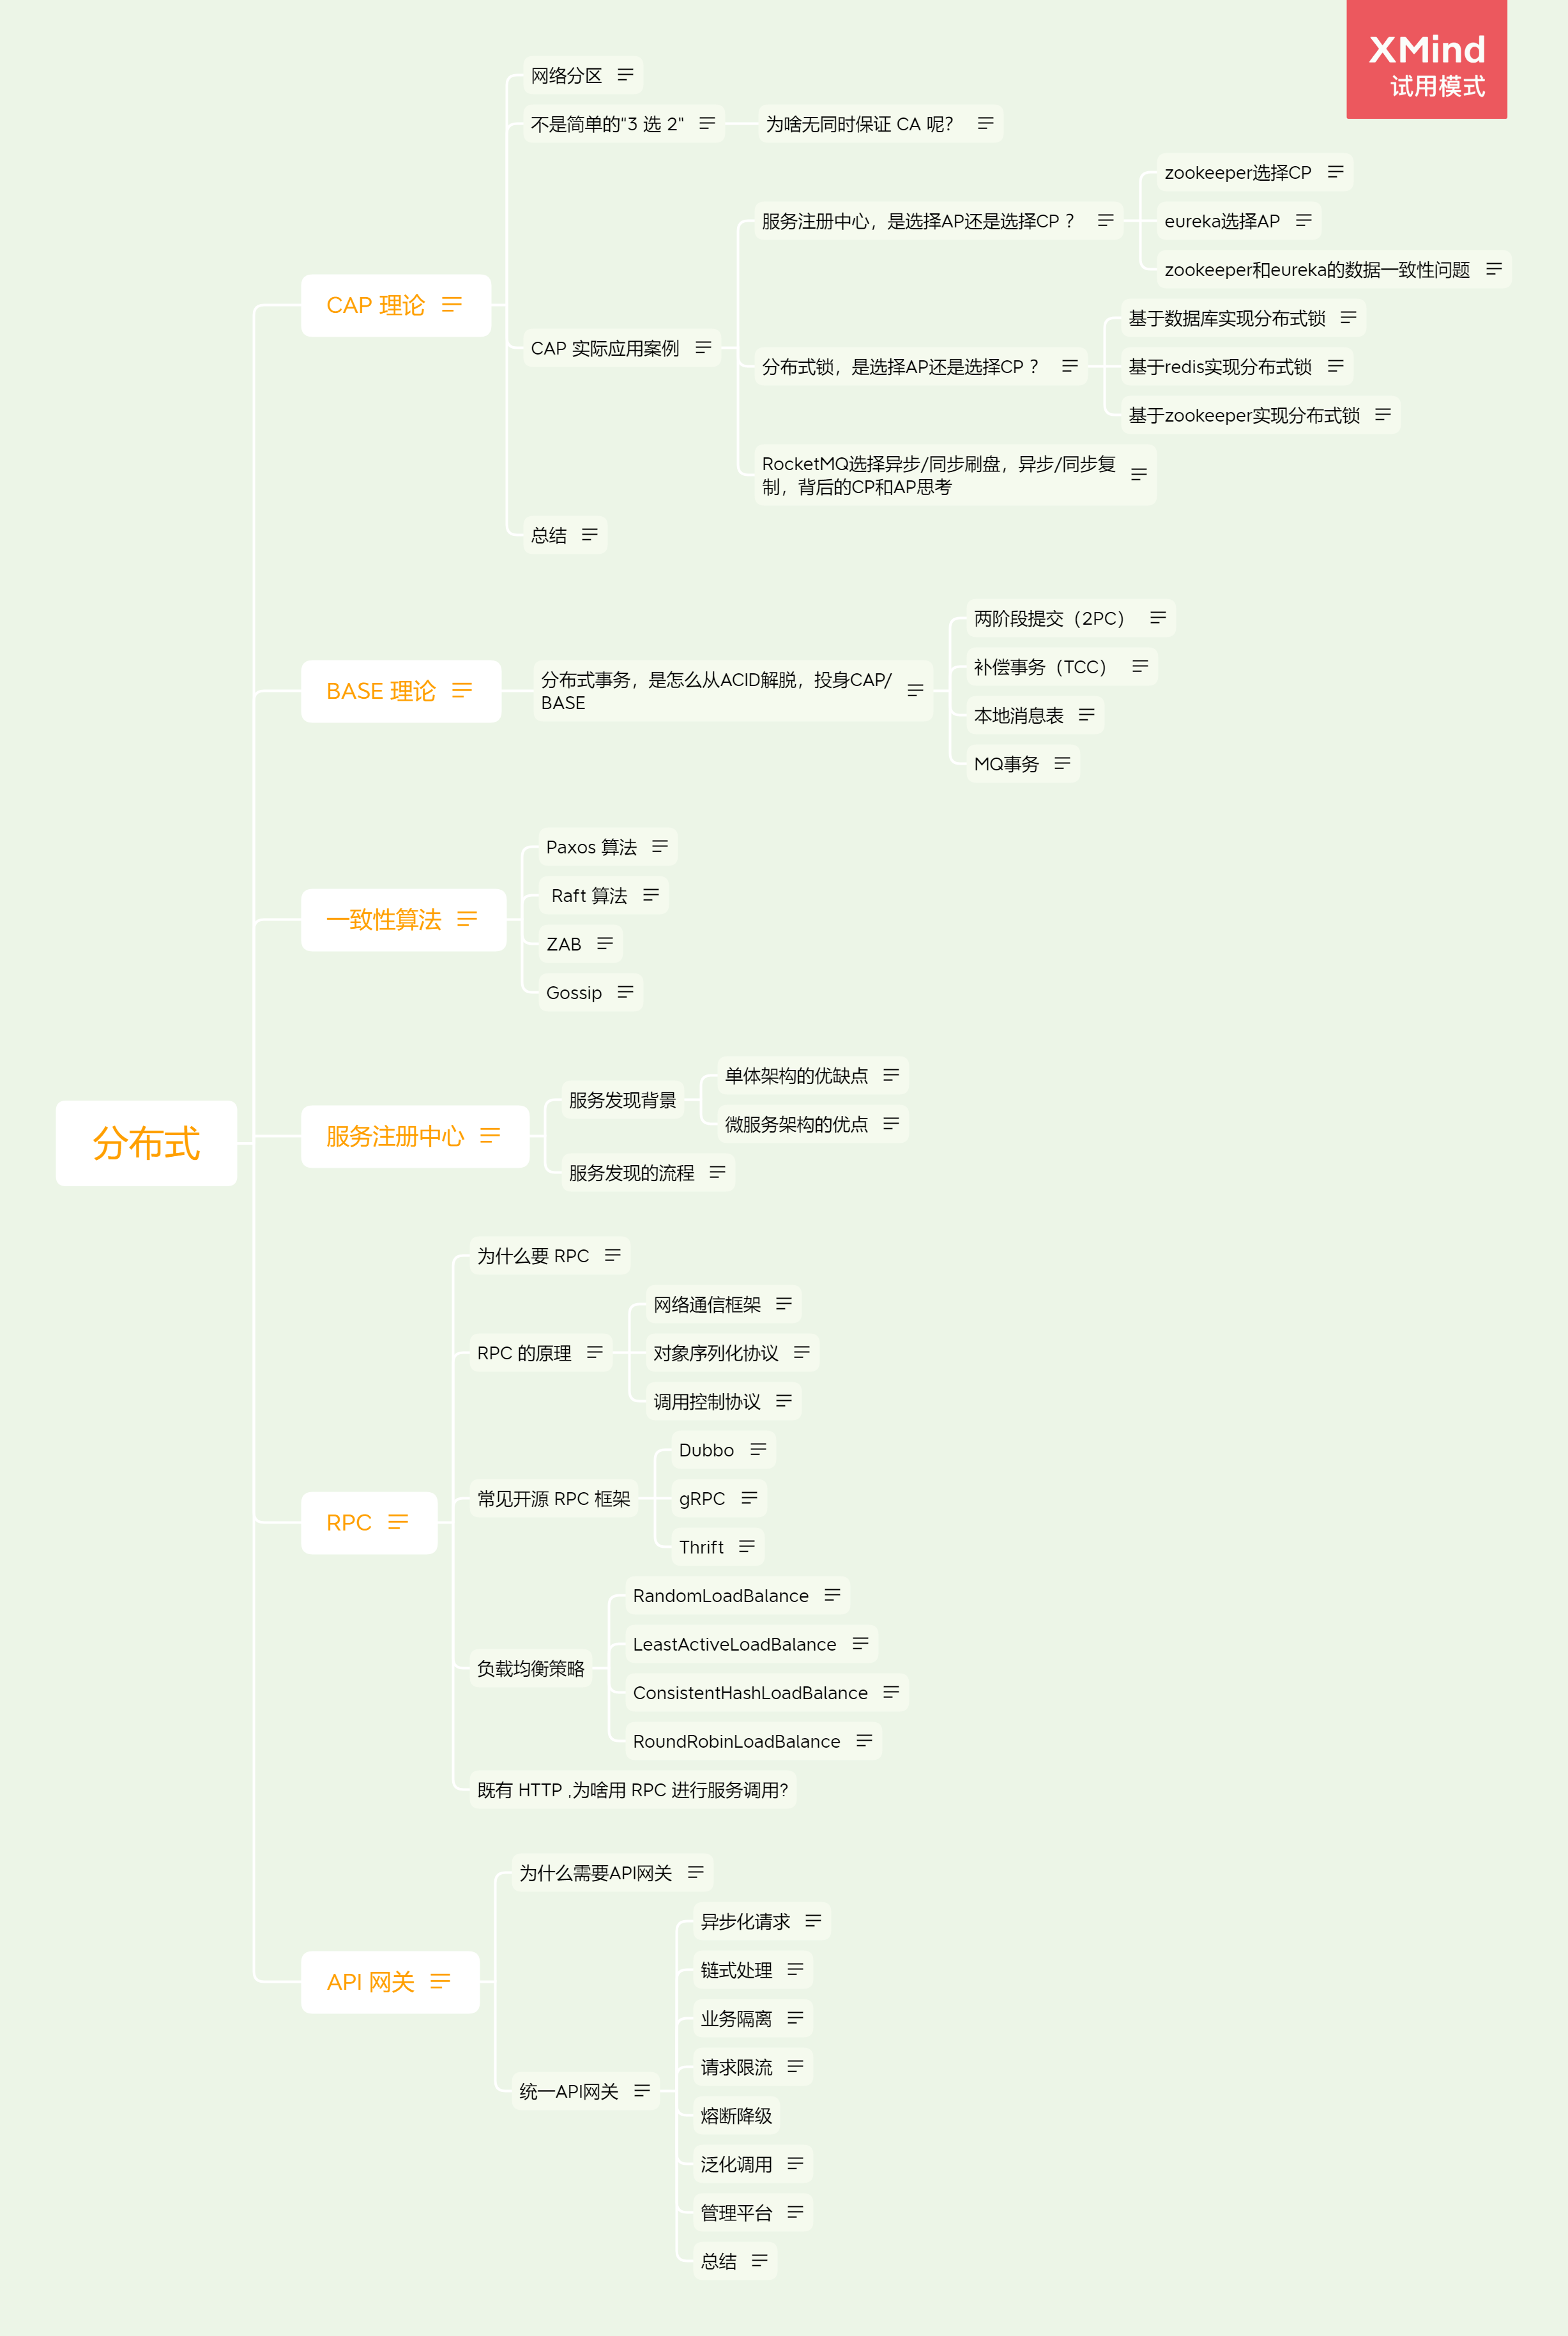 XMind
试用模式
分布式
CAP 理论
网络分区
不是简单的"3 选 2"
为啥无同时保证 CA 呢?
CAP 实际应用案例
服务注册中心，是选择AP还是选择CP？
zookeeper选择CP
eureka选择AP
zookeeper和eureka的数据一致性问题
分布式锁，是选择AP还是选择CP？
基于数据库实现分布式锁
基于redis实现分布式锁
基于zookeeper实现分布式锁
RocketMQ选择异步/同步刷盘，异步/同步复
制，背后的CP和AP思考
总结
BASE 理论
分布式事务，是怎么从ACID解脱，投身CAP/
BASE
两阶段提交（2PC）
补偿事务（TCC）
本地消息表
MQ事务
一致性算法
Paxos 算法
Raft 算法
ZAB
Gossip
服务注册中心
服务发现背景
单体架构的优缺点
微服务架构的优点
服务发现的流程
RPC
为什么要 RPC
RPC 的原理
网络通信框架
对象序列化协议
调用控制协议
常见开源 RPC 框架
Dubbo
gRPC
Thrift
负载均衡策略
RandomLoadBalance
LeastActiveLoadBalance
ConsistentHashLoadBalance
RoundRobinLoadBalance
既有 HTTP ,为啥用 RPC 进行服务调用?
API 网关
为什么需要API网关
统一API网关
异步化请求
链式处理
业务隔离
请求限流
熔断降级
泛化调用
管理平台
总结